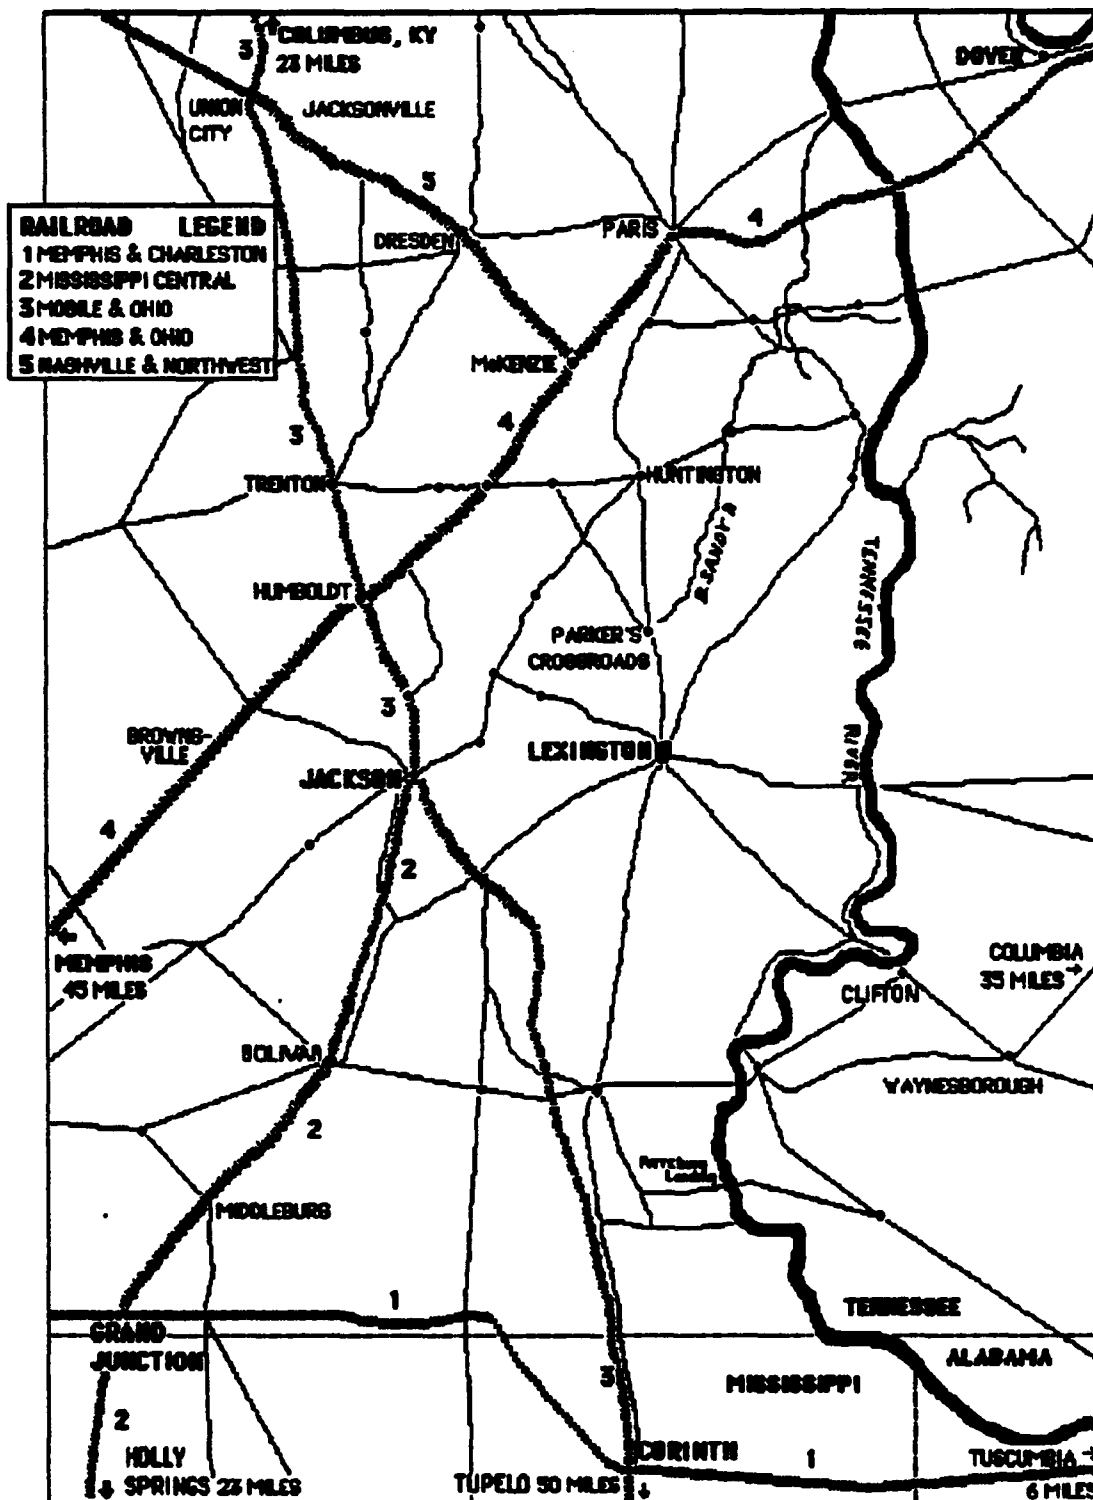 3
COLUMBUS, KY
23 MILES
DOVER
UNION
CITY
JACKSONVILLE
5
RAILROAD LEGEND
1 MEMPHIS & CHARLESTON
2 MISSISSIPPI CENTRAL
3 MOBILE & OHIO
4 MEMPHIS & OHIO
5 NASHVILLE & NORTHWEST
DRESDEN
PARIS
4
McKENZIE
4
3
TRENTON
HUNTINGTON
B. SANDY R
TENNESSEE
RIVER
HUMBOLDT
PARKER'S
CROSSROADS
3
BROWNS-
VILLE
LEXINGTON
JACKSON
4
2
MEMPHIS
45 MILES
COLUMBIA
35 MILES
CLIFTON
BOLIVAR
WAYNESBOROUGH
2
Landing
MIDDLEBURG
1
TENNESSEE
GRAND
JUNCTION
ALABAMA
MISSISSIPPI
3
2
HOLLY
SPRINGS 23 MILES
CORINTH
1
TUPELO 50 MILES
TUSCUMBIA
6 MILES